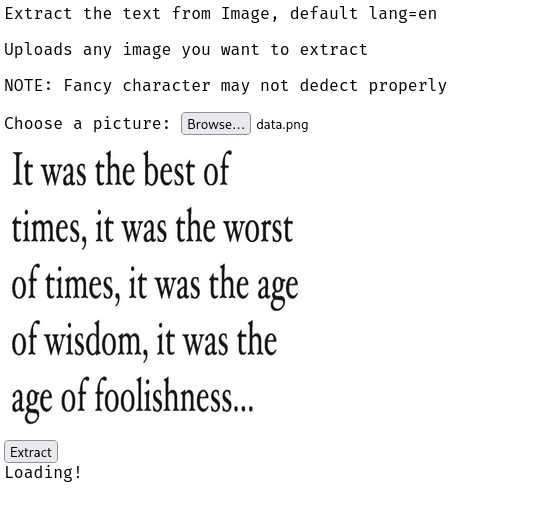 Extract the text from Image, default lang=en
Uploads any image you want to extract
NOTE: Fancy character may not dedect properly
Choose a picture: Browse... data.png
It was the best of
times, it was the worst
of times, it was the age
of wisdom, it was the
age of foolishness...
Extract
Loading!